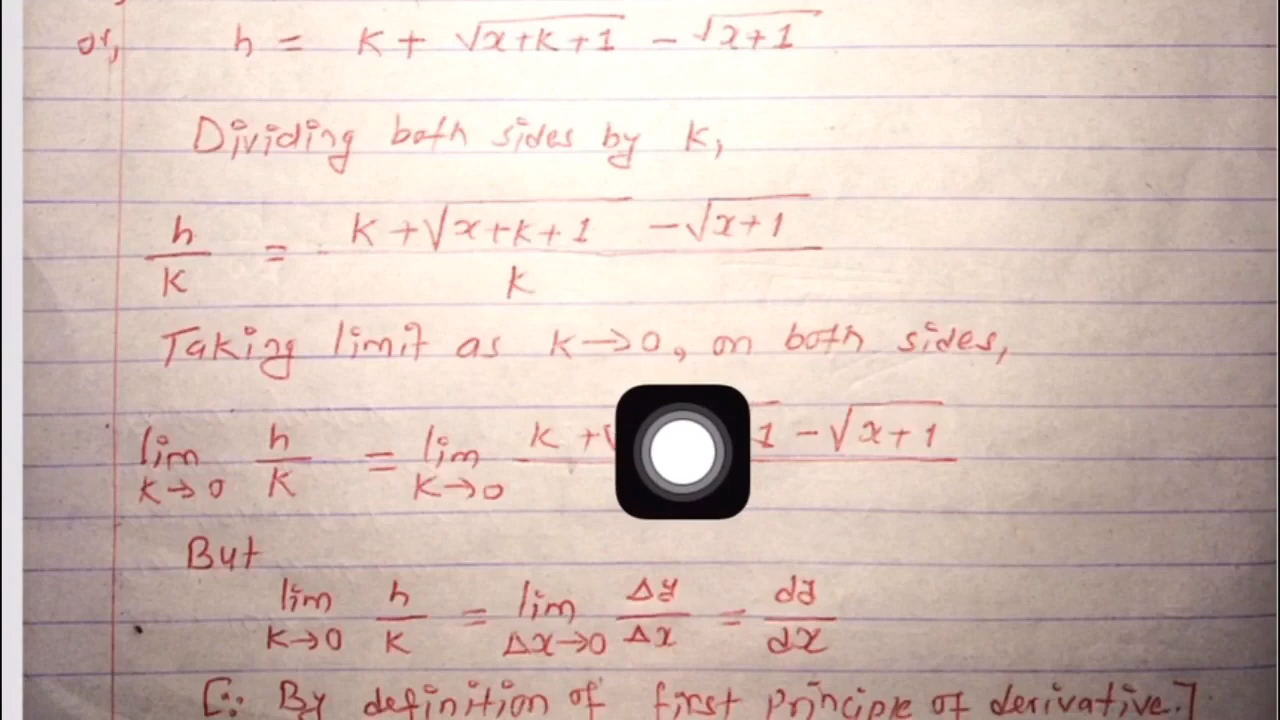 or, h = K + √x+K+1 - √x+1
Dividing both sides by K,
h/K = K + √x+K+1 - √x+1 / K
Taking limit as K→0, on both sides,
lim K→0 h/K = lim K→0 K + √ 1 - √x+1
But
lim K→0 h/K = lim Δx→0 Δy/Δx = dy/dx
[∵ By definition of first principle of derivative.]